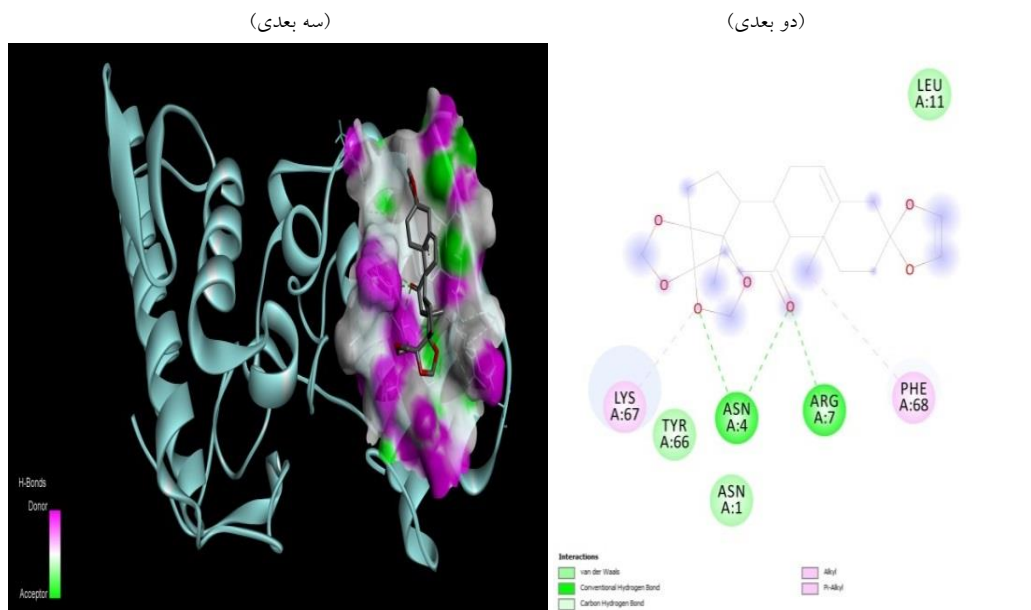 (سه بعدی)
(دو بعدی)
H-Bonds
Donor
Acceptor
LEU
A:11
O
O
O
O
O
O
O
LYS
A:67
TYR
A:66
ASN
A:4
ARG
A:7
PHE
A:68
ASN
A:1
Interactions
van der Waals
Conventional Hydrogen Bond
Carbon Hydrogen Bond
Alkyl
Pi-Alkyl